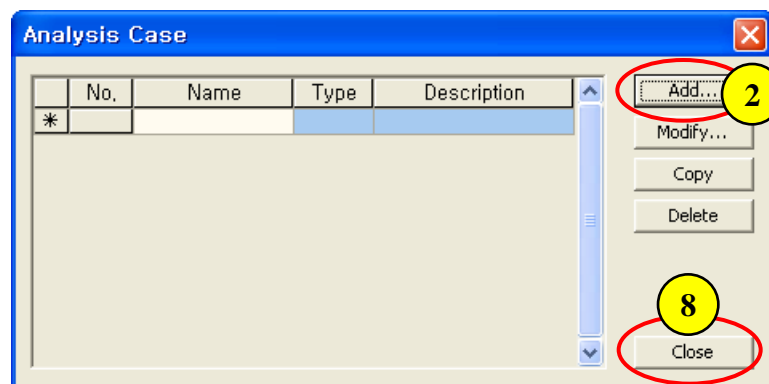 Analysis Case
No. Name Type Description
Add...
2
Modify...
Copy
Delete
8
Close